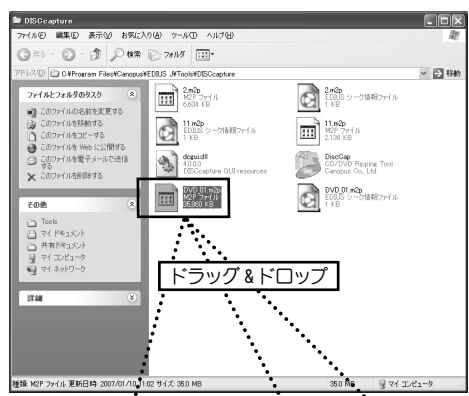 DISCcapture
ファイル(F) 編集(E) 表示(V) お気に入り(A) ツール(T) ヘルプ(H)
戻る 検索 フォルダ
アドレス(D) C:¥Program Files¥Canopus¥EDIUS J¥Tools¥DISCcapture 移動
ファイルとフォルダのタスク
このファイルの名前を変更する
このファイルを移動する
このファイルをコピーする
このファイルを Web に公開する
このファイルを電子メールで送信する
このファイルを削除する
その他
Tools
マイ ドキュメント
共有ドキュメント
マイ コンピュータ
マイ ネットワーク
詳細
2.m2p
M2P ファイル
6,604 KB
2.m2p
EDIUS シーク情報ファイル
1 KB
11.m2p
EDIUS シーク情報ファイル
1 KB
11.m2p
M2P ファイル
2,136 KB
dcgui.dll
4.0.0.0
DISCcapture GUI resources
DiscCap
CD/DVD Ripping Tool
Canopus Co., Ltd.
DVD_01.m2p
M2P ファイル
35,860 KB
DVD_01.m2p
EDIUS シーク情報ファイル
1 KB
ドラッグ&ドロップ
種類: M2P ファイル 更新日時: 2007/01/10 11:02 サイズ: 35.0 MB 35.0 MB マイ コンピュータ